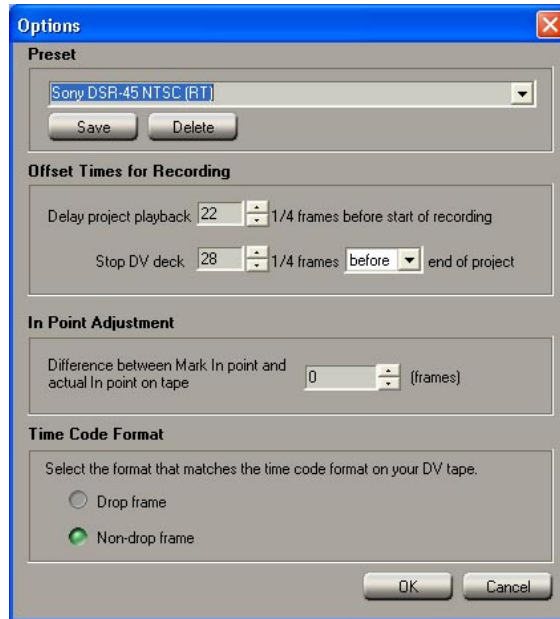 Options
Preset
Sony DSR-45 NTSC (RT)
Save Delete
Offset Times for Recording
Delay project playback 22 1/4 frames before start of recording
Stop DV deck 28 1/4 frames before end of project
In Point Adjustment
Difference between Mark In point and
actual In point on tape 0 (frames)
Time Code Format
Select the format that matches the time code format on your DV tape.
Drop frame
Non-drop frame
OK Cancel